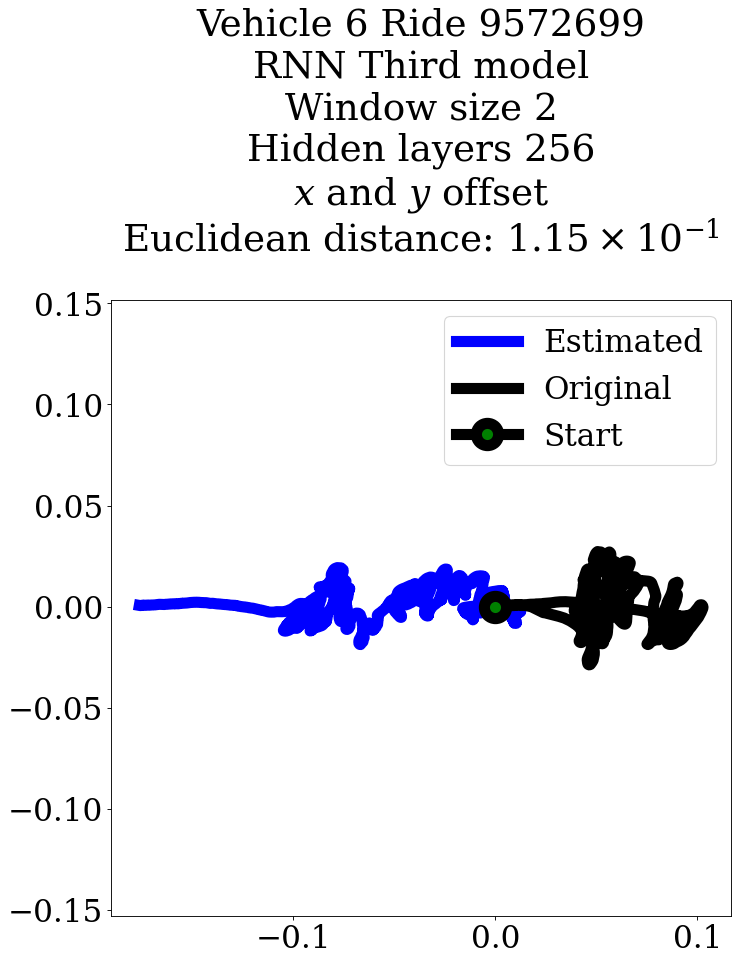 Vehicle 6 Ride 9572699
RNN Third model
Window size 2
Hidden layers 256
x and y offset
Euclidean distance: 1.15 × 10⁻¹
Estimated
Original
Start
0.15
0.10
0.05
0.00
−0.05
−0.10
−0.15
−0.1
0.0
0.1